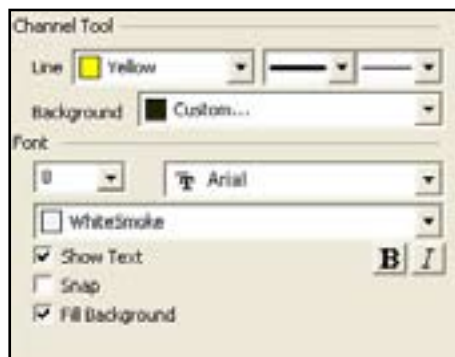 Channel Tool
Line Yellow
Background Custom...
Font
8 Arial
WhiteSmoke
Show Text B I
Snap
Fill Background